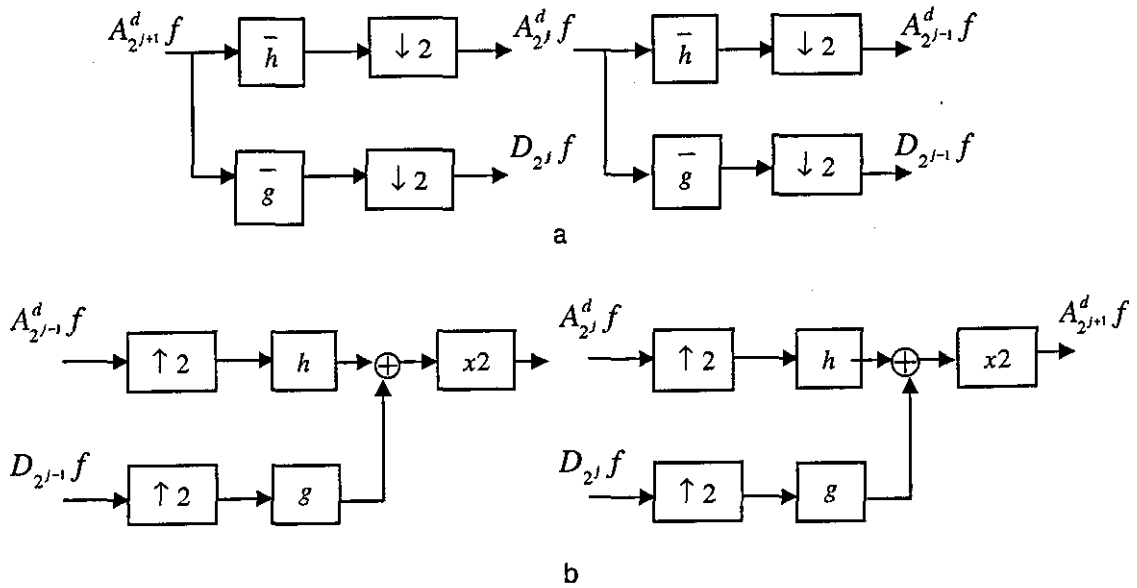 A^d_{2^{j+1}} f h̄ ↓ 2 A^d_{2^j} f h̄ ↓ 2 A^d_{2^{j-1}} f
ḡ ↓ 2 D_{2^j} f ḡ ↓ 2 D_{2^{j-1}} f
a
A^d_{2^{j-1}} f ↑ 2 h ⊕ x2 A^d_{2^j} f ↑ 2 h ⊕ x2 A^d_{2^{j+1}} f
D_{2^{j-1}} f ↑ 2 g D_{2^j} f ↑ 2 g
b